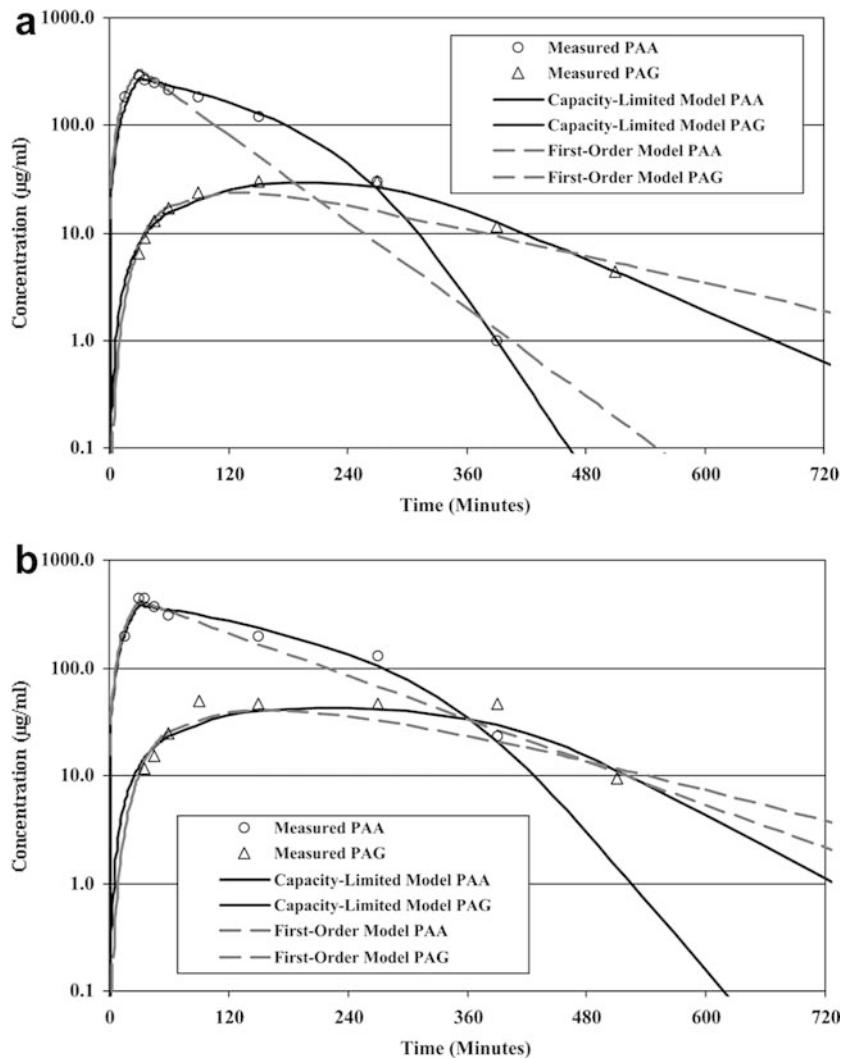 a
1000.0
100.0
10.0
1.0
0.1
Concentration (µg/ml)
Measured PAA
Measured PAG
Capacity-Limited Model PAA
Capacity-Limited Model PAG
First-Order Model PAA
First-Order Model PAG
0 120 240 360 480 600 720
Time (Minutes)
b
1000.0
100.0
10.0
1.0
0.1
Concentration (µg/ml)
Measured PAA
Measured PAG
Capacity-Limited Model PAA
Capacity-Limited Model PAG
First-Order Model PAA
First-Order Model PAG
0 120 240 360 480 600 720
Time (Minutes)